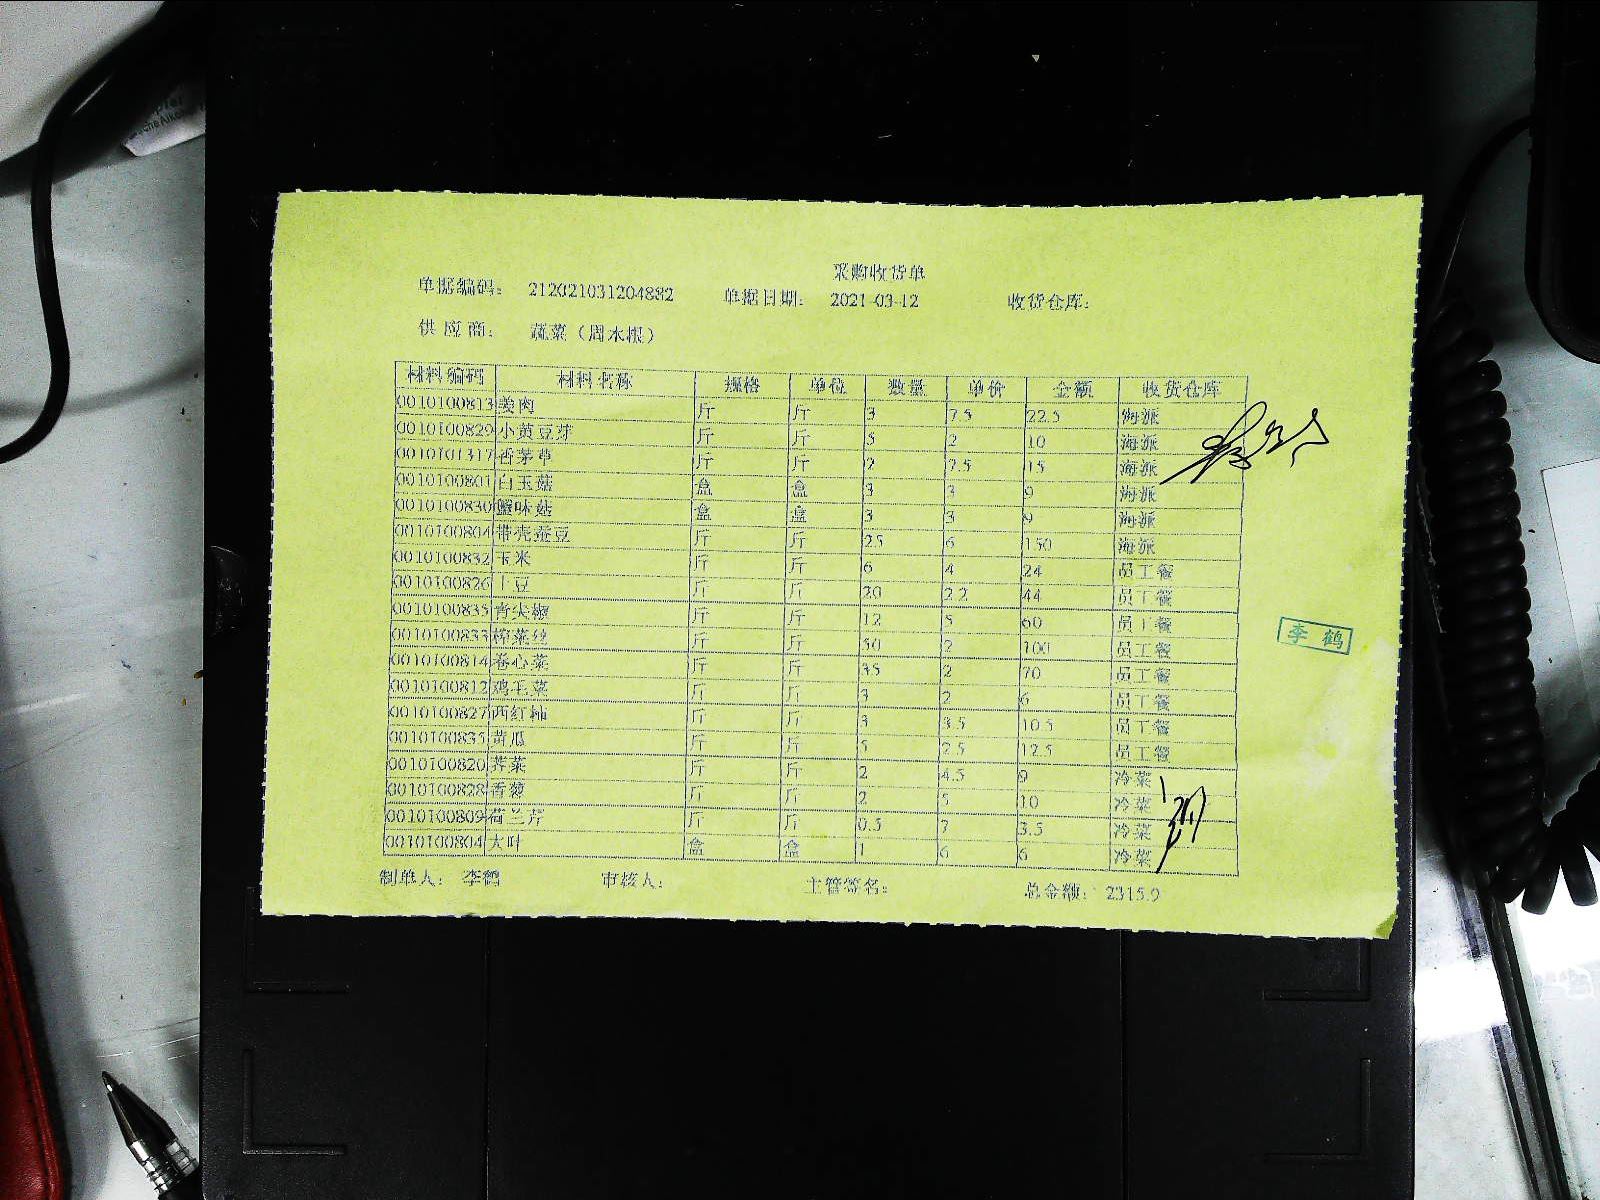 采购收货单
单据编码: 212021031204882 单据日期: 2021-03-12 收货仓库:
供应商: 蔬菜（周木根）
材料编码 材料名称 规格 单位 数量 单价 金额 收货仓库
0010100813 姜肉 斤 斤 3 7.5 22.5 海派
0010100829 小黄豆芽 斤 斤 5 2 10 海派
0010101317 香茅草 斤 斤 2 7.5 15 海派
0010100801 白玉菇 盒 盒 3 3 9 海派
0010100830 蟹味菇 盒 盒 3 3 9 海派
0010100804 带壳蚕豆 斤 斤 25 6 150 海派
0010100832 玉米 斤 斤 6 4 24 员工餐
0010100826 土豆 斤 斤 20 2.2 44 员工餐
0010100835 青尖椒 斤 斤 12 5 60 员工餐
0010100833 榨菜丝 斤 斤 50 2 100 员工餐
0010100814 卷心菜 斤 斤 35 2 70 员工餐
0010100812 鸡毛菜 斤 斤 3 2 6 员工餐
0010100827 西红柿 斤 斤 3 3.5 10.5 员工餐
0010100835 黄瓜 斤 斤 5 2.5 12.5 员工餐
0010100820 荠菜 斤 斤 2 4.5 9 冷菜
0010100828 香菊 斤 斤 2 5 10 冷菜
0010100809 荷兰芹 斤 斤 0.5 7 3.5 冷菜
0010100804 大叶 盒 盒 1 6 6 冷菜
李鹤
制单人: 李鹤 审核人: 主管签名: 总金额: 2315.9